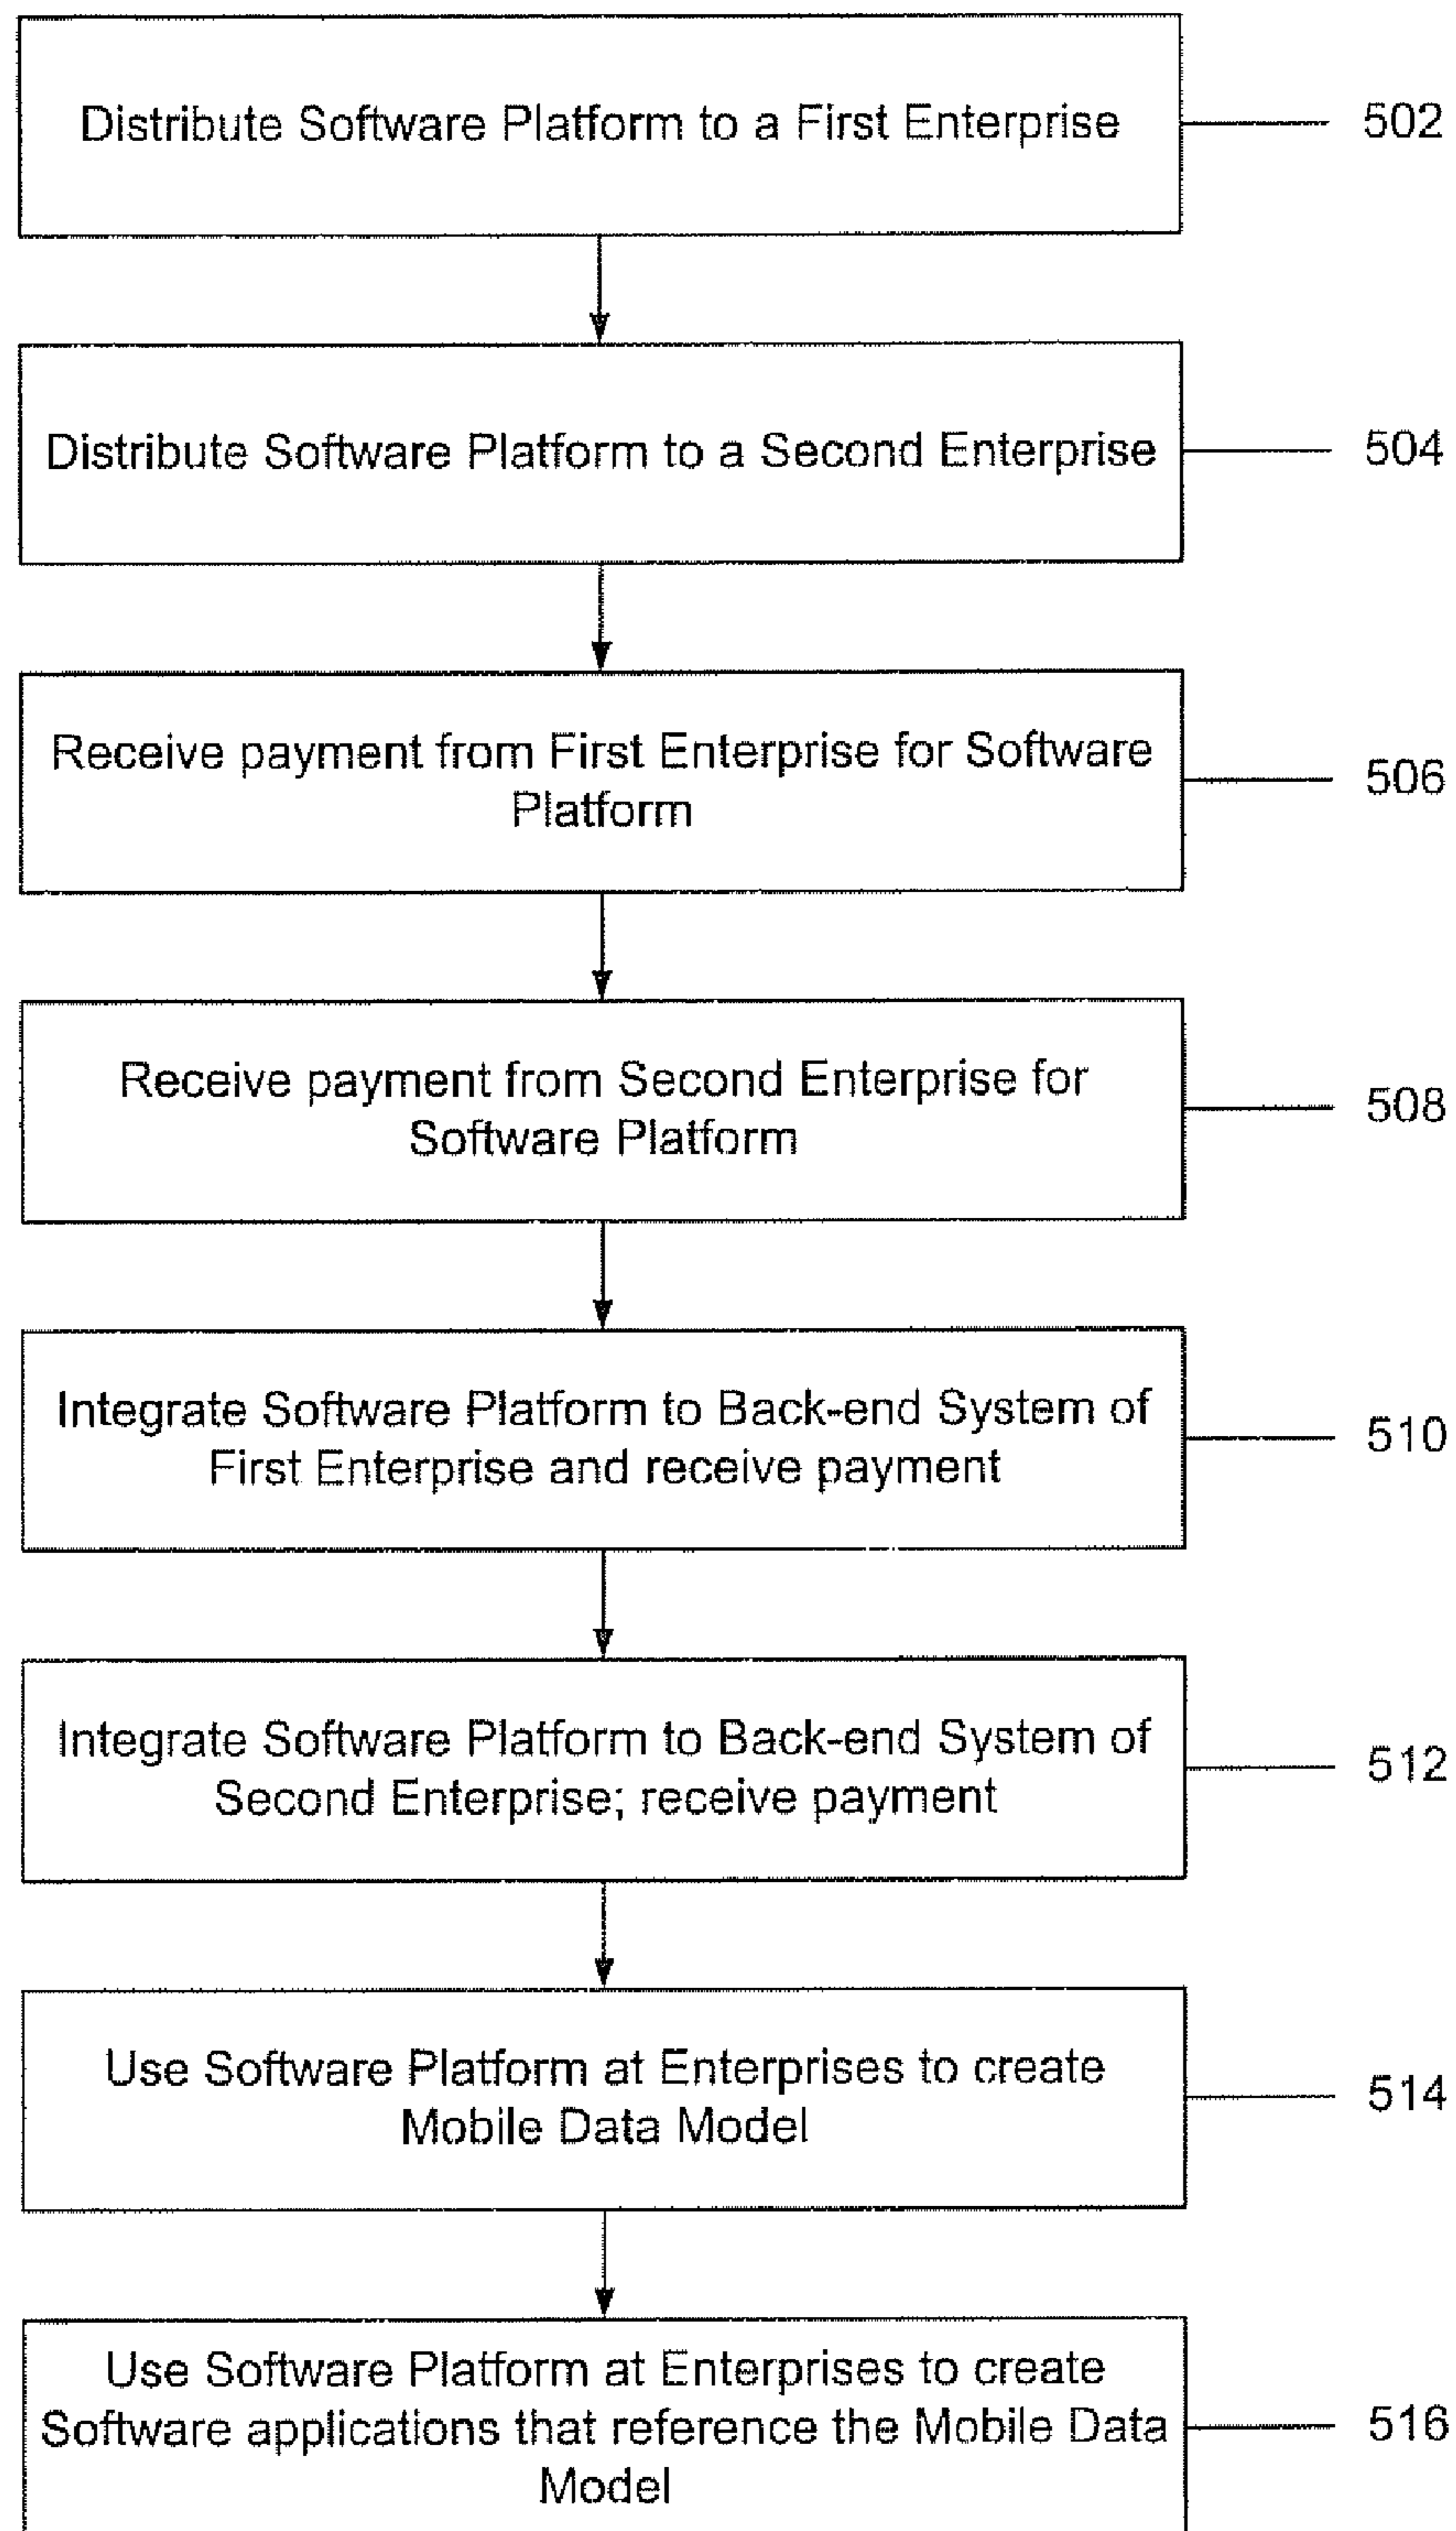 Distribute Software Platform to a First Enterprise
502
Distribute Software Platform to a Second Enterprise
504
Receive payment from First Enterprise for Software
Platform
506
Receive payment from Second Enterprise for
Software Platform
508
Integrate Software Platform to Back-end System of
First Enterprise and receive payment
510
Integrate Software Platform to Back-end System of
Second Enterprise; receive payment
512
Use Software Platform at Enterprises to create
Mobile Data Model
514
Use Software Platform at Enterprises to create
Software applications that reference the Mobile Data
Model
516